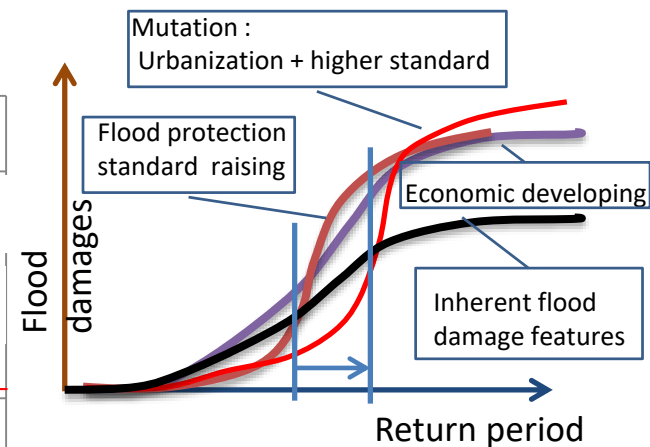 Mutation :
Urbanization + higher standard
Flood protection
standard raising
Economic developing
Inherent flood
damage features
Flood
damages
Return period